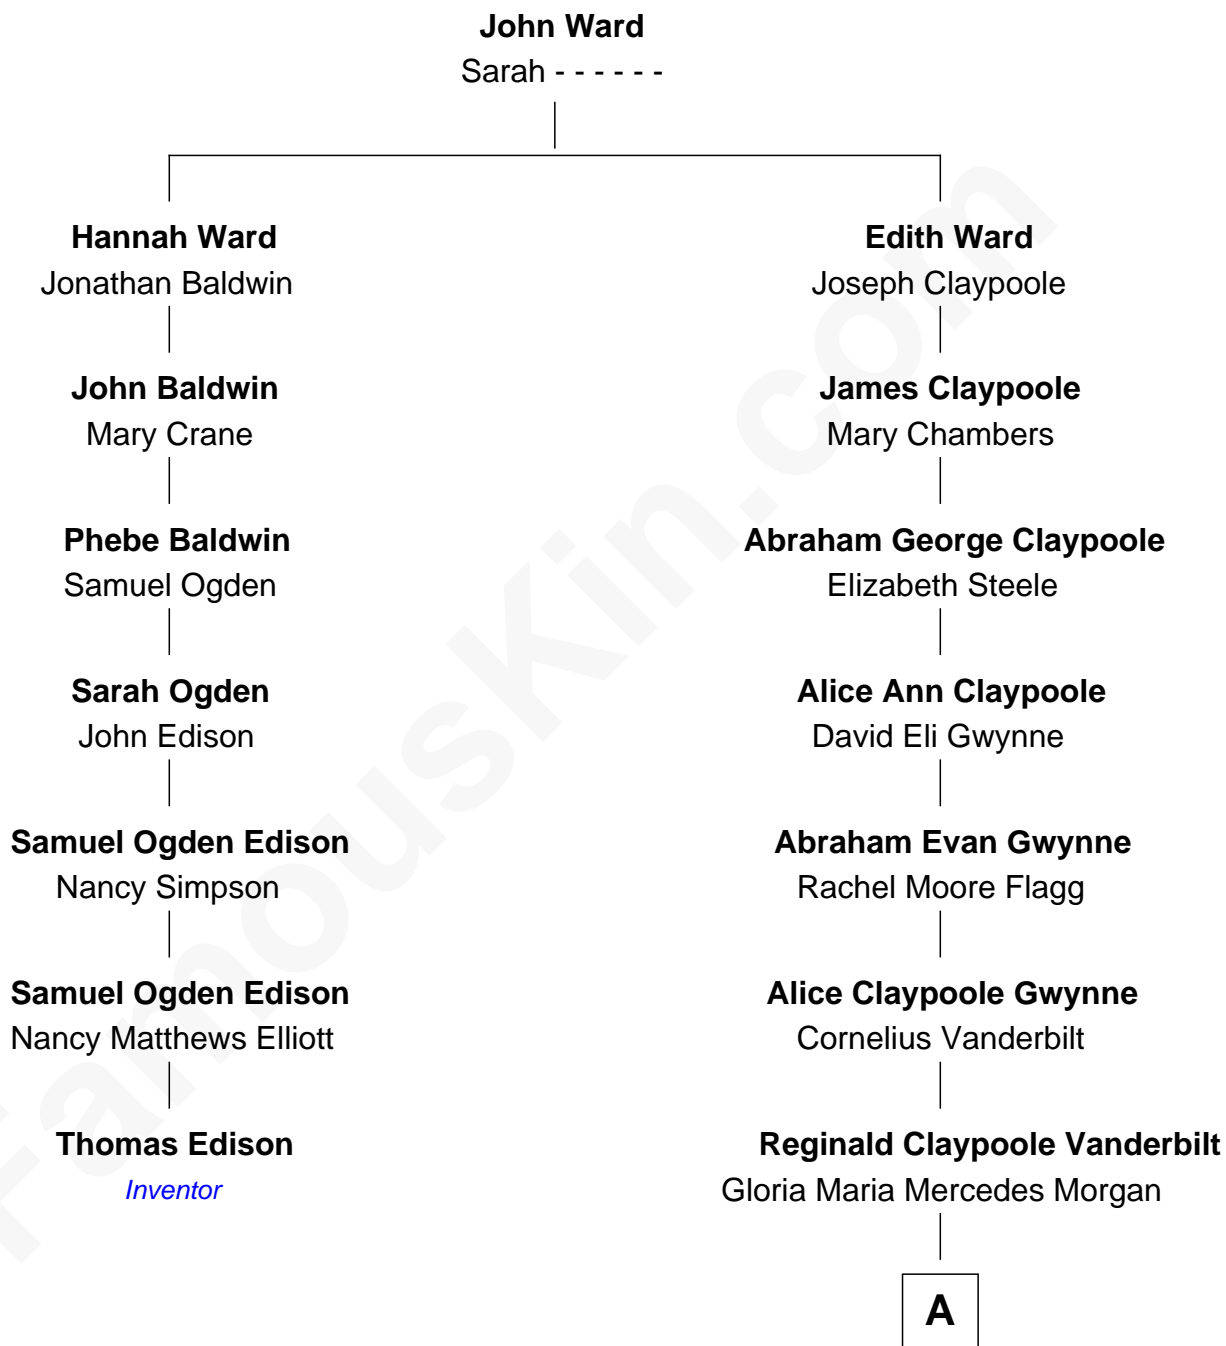 John Ward
Sarah - - - - - -
Hannah Ward
Jonathan Baldwin
Edith Ward
Joseph Claypoole
John Baldwin
Mary Crane
James Claypoole
Mary Chambers
Phebe Baldwin
Samuel Ogden
Abraham George Claypoole
Elizabeth Steele
Sarah Ogden
John Edison
Alice Ann Claypoole
David Eli Gwynne
Samuel Ogden Edison
Nancy Simpson
Abraham Evan Gwynne
Rachel Moore Flagg
Samuel Ogden Edison
Nancy Matthews Elliott
Alice Claypoole Gwynne
Cornelius Vanderbilt
Thomas Edison
Inventor
Reginald Claypoole Vanderbilt
Gloria Maria Mercedes Morgan
A
FamousKin.com